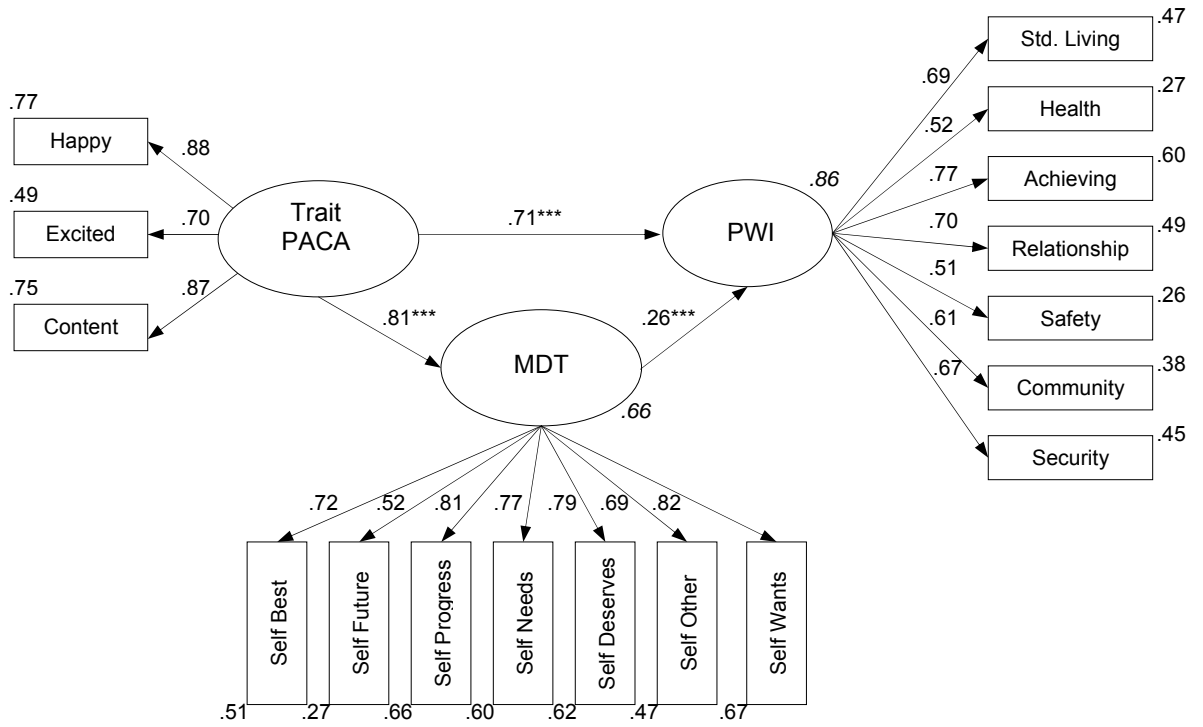 .47
Std. Living
.69
.27
Health
.52
.77
Happy
.88
.60
Achieving
.77
.86
.49
Excited
.70
Trait
PACA
.71***
PWI
.70
.49
Relationship
.75
Content
.87
.51
.26
Safety
.81***
.26***
MDT
.66
.61
.38
Community
.67
.45
Security
.72
.52
.81
.77
.79
.69
.82
Self Best
Self Future
Self Progress
Self Needs
Self Deserves
Self Other
Self Wants
.51
.27
.66
.60
.62
.47
.67